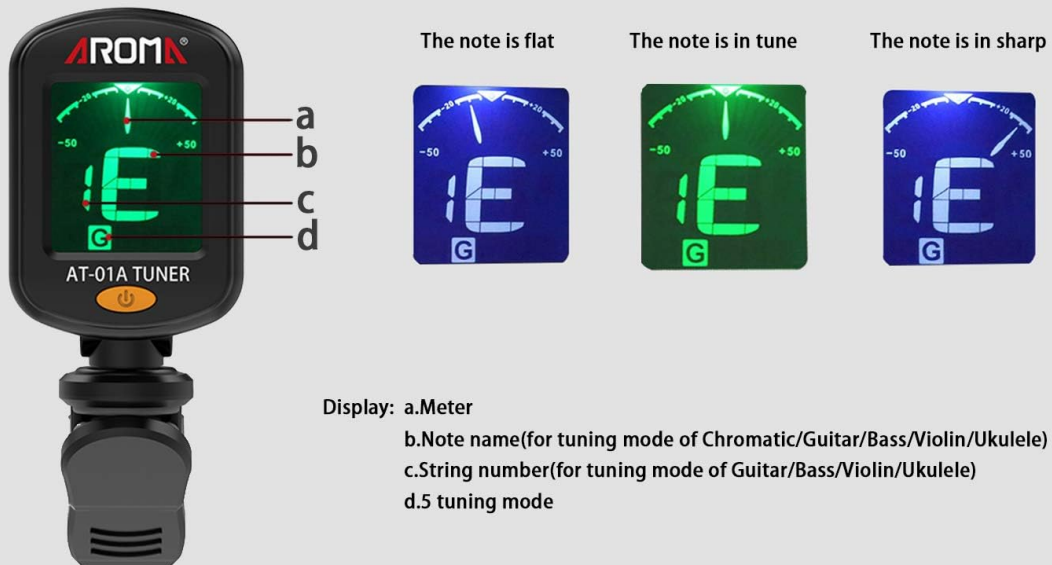 AROMA®
-20 +20
-50 +50
1E
G
AT-01A TUNER
a
b
c
d
The note is flat
-20 +20
-50 +50
1E
G
The note is in tune
-20 +20
-50 +50
1E
G
The note is in sharp
-20 +20
-50 +50
1E
G
Display: a.Meter
b.Note name(for tuning mode of Chromatic/Guitar/Bass/Violin/Ukulele)
c.String number(for tuning mode of Guitar/Bass/Violin/Ukulele)
d.5 tuning mode